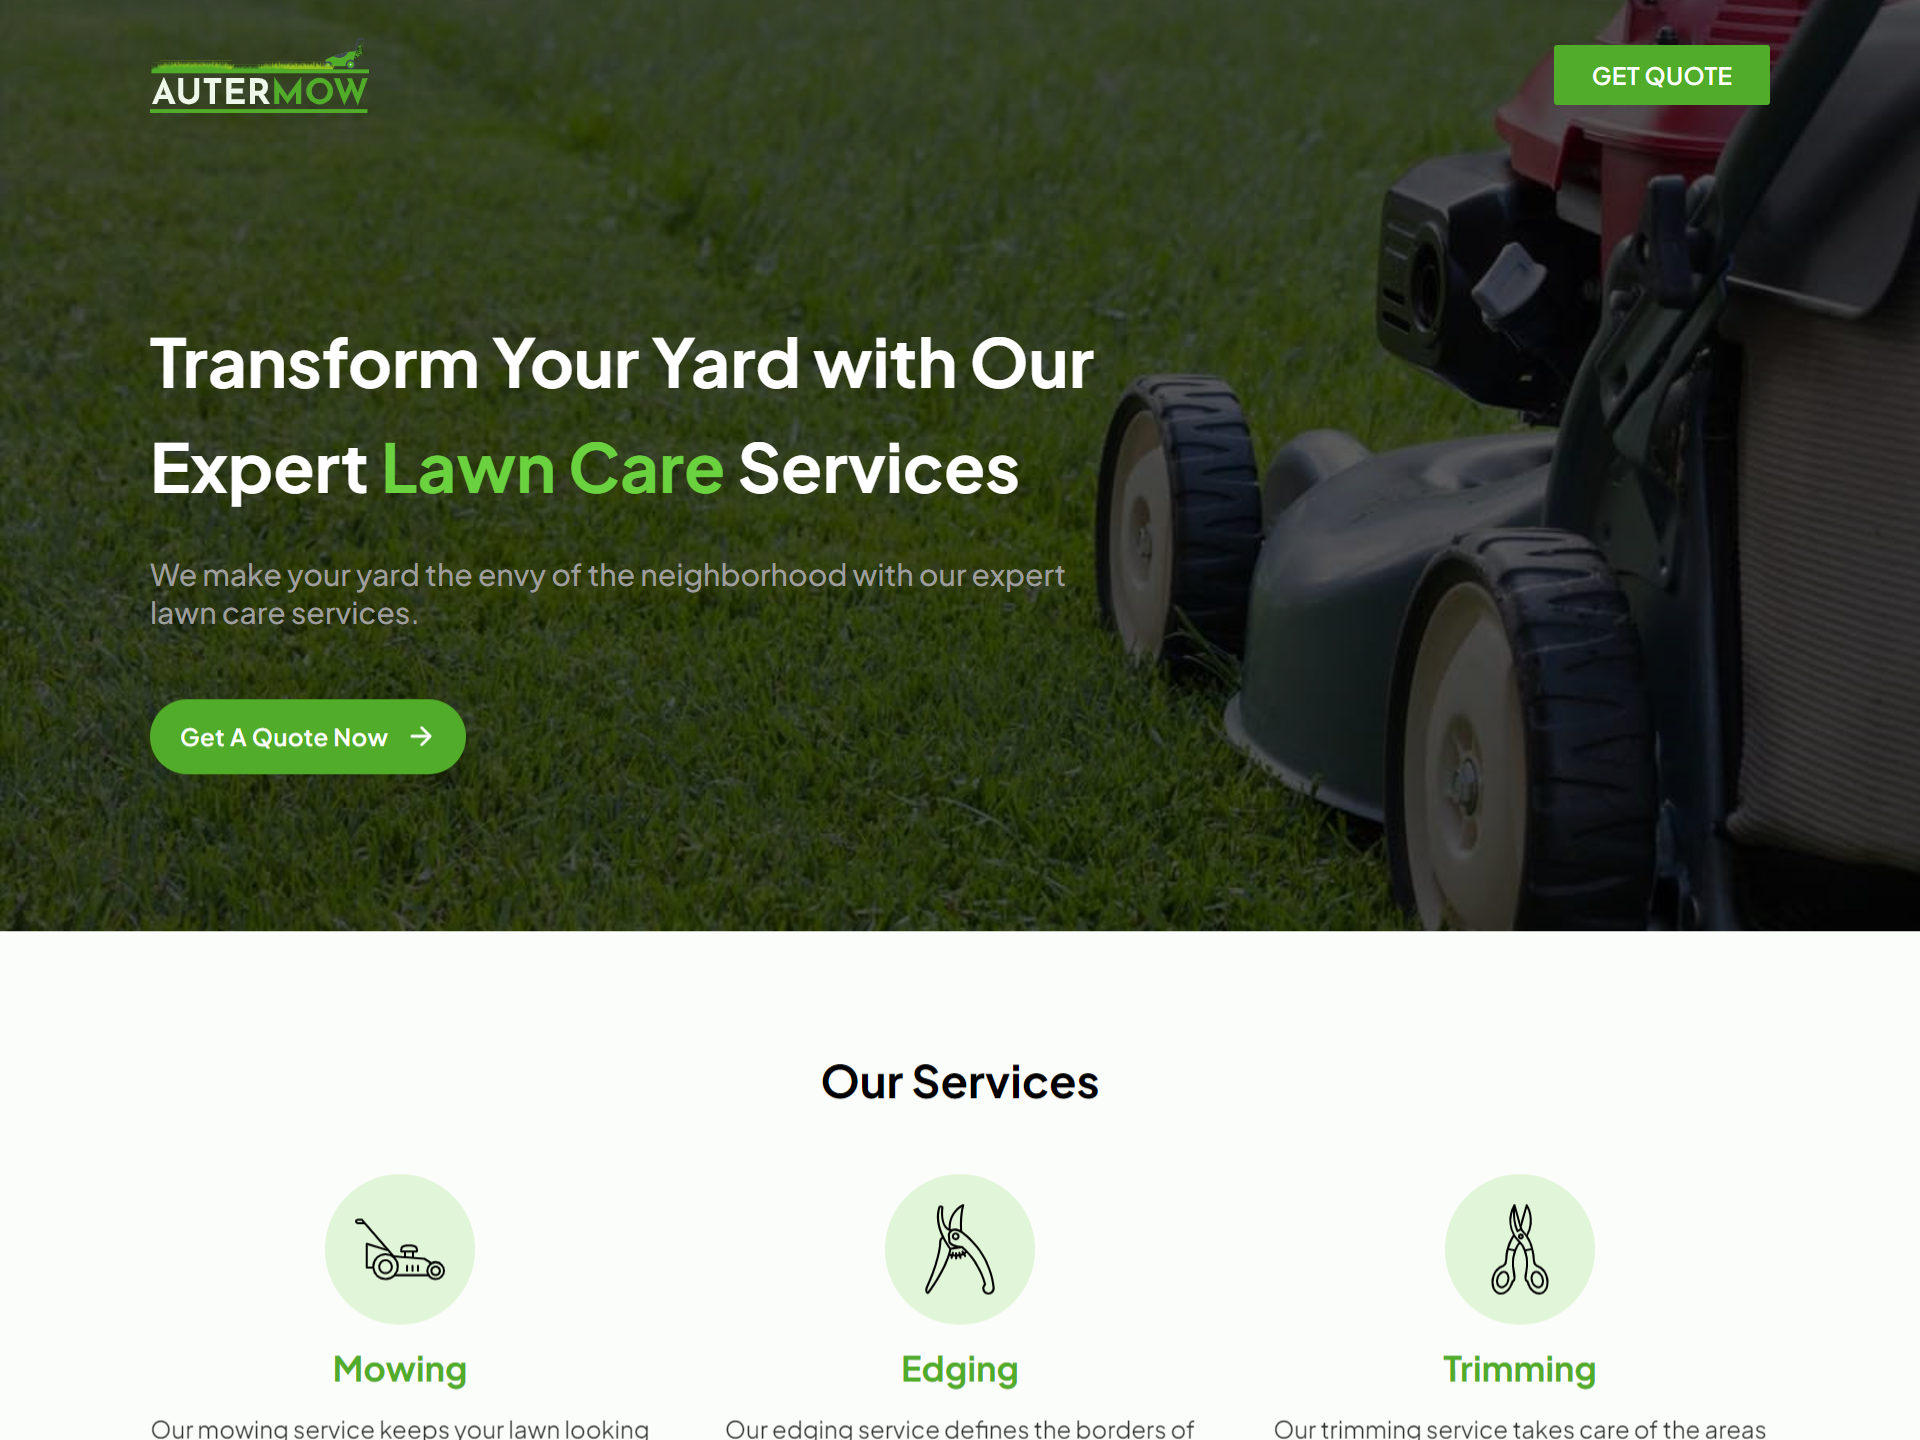 AUTERMOW
GET QUOTE
Transform Your Yard with Our
Expert Lawn Care Services
We make your yard the envy of the neighborhood with our expert
lawn care services.
Get A Quote Now
Our Services
Mowing
Edging
Trimming
Our mowing service keeps your lawn looking
Our edging service defines the borders of
Our trimming service takes care of the areas